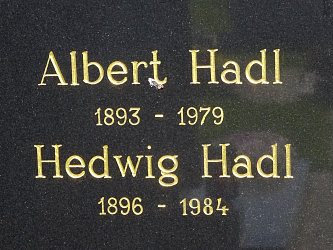 Albert Hadl
1893 - 1979
Hedwig Hadl
1896 - 1984